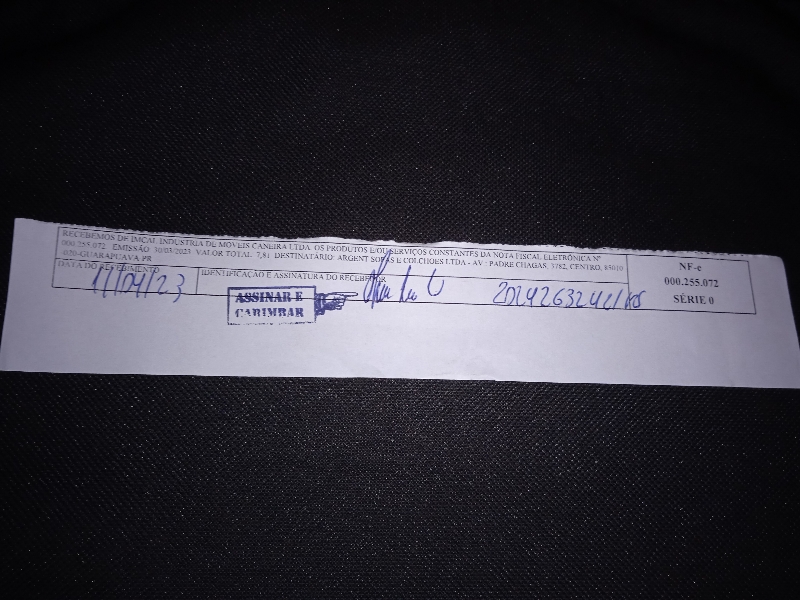 RECEBEMOS DE IMCAL INDUSTRIA DE MOVEIS CANEIRA LTDA OS PRODUTOS E/OU SERVIÇOS CONSTANTES DA NOTA FISCAL ELETRÔNICA Nº
000.255.072 EMISSÃO 30/03/2023 VALOR TOTAL 7,81 DESTINATÁRIO: ARGENT SOFAS E COLCHOES LTDA - AV : PADRE CHAGAS, 3782, CENTRO, 85010
020-GUARAPUAVA-PR
DATA DO RECEBIMENTO
11/04/23
IDENTIFICAÇÃO E ASSINATURA DO RECEBEDOR
ASSINAR E
CARIMBAR
NF-e
000.255.072
SÉRIE 0